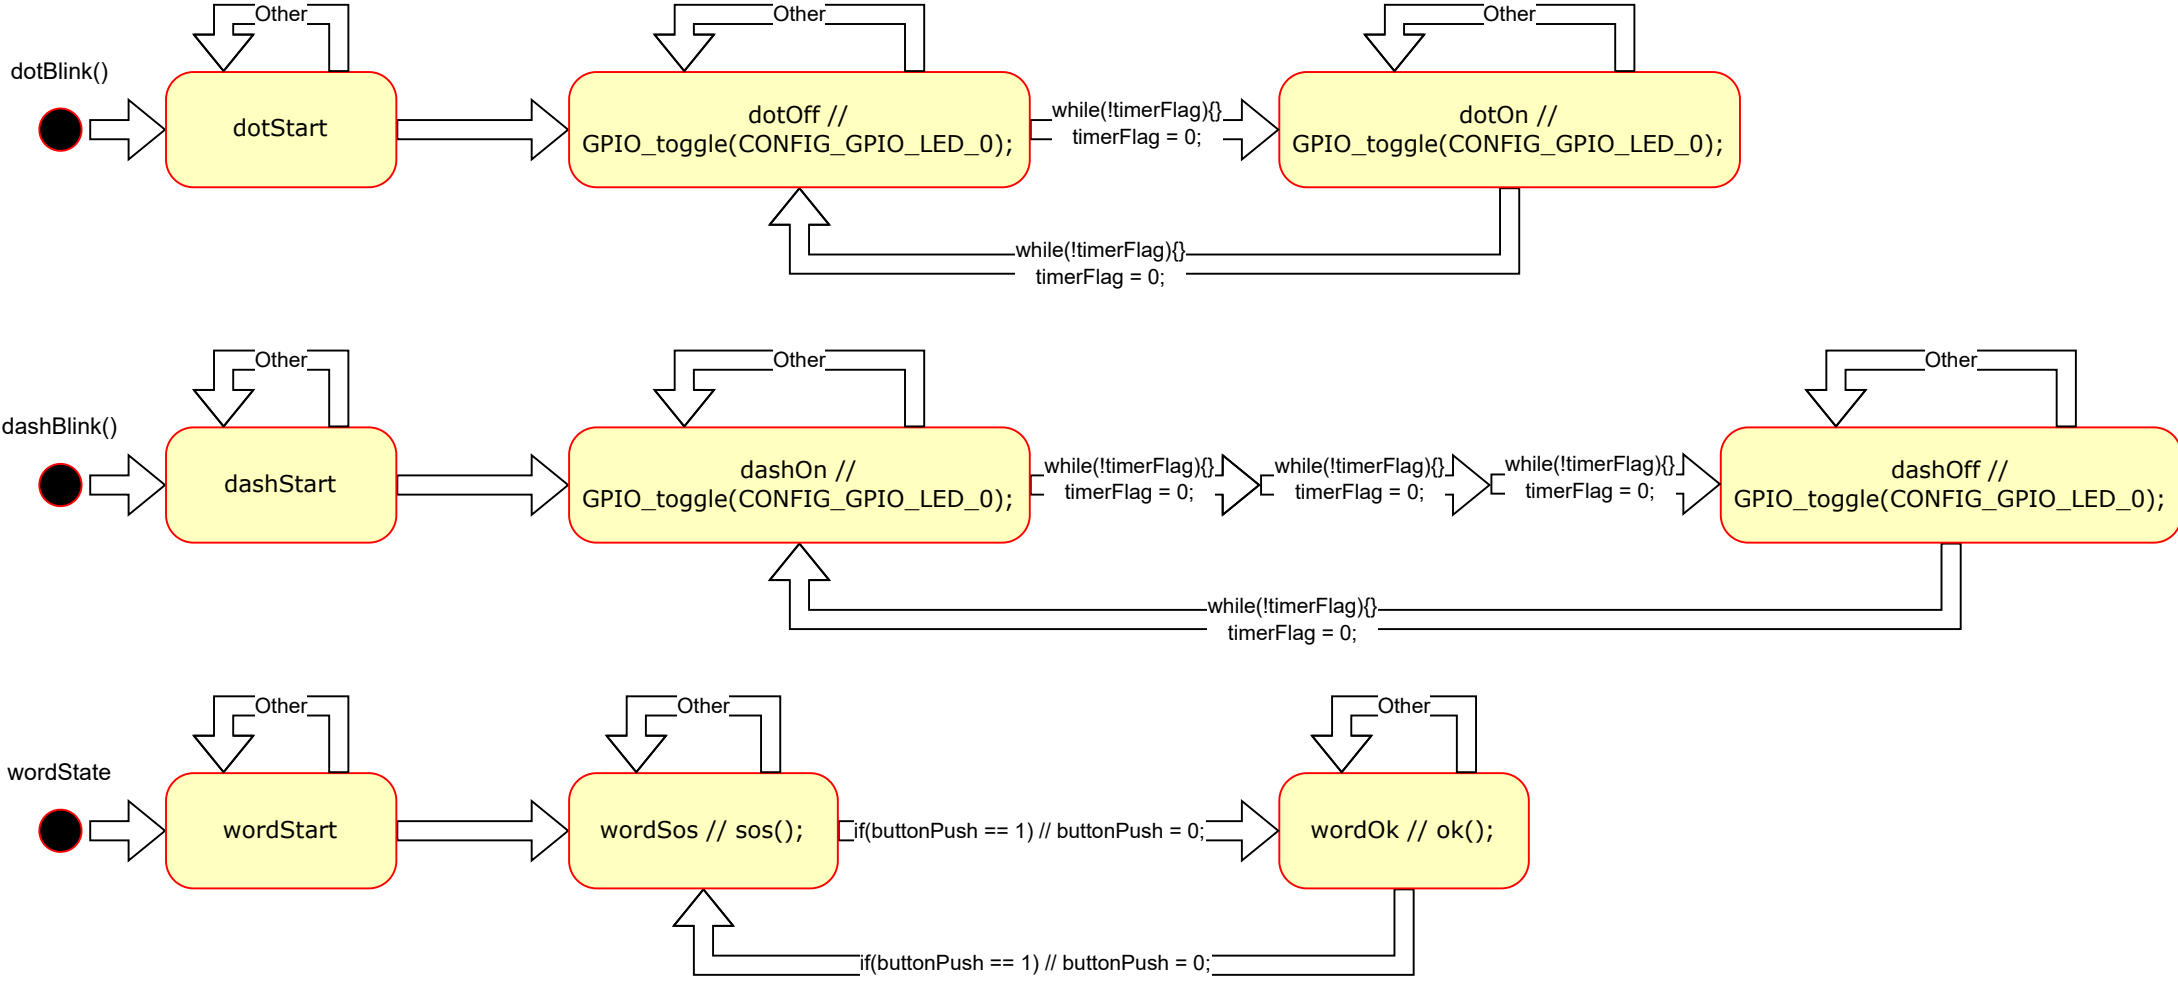 Other
Other
Other
dotBlink()
dotStart
dotOff //
GPIO_toggle(CONFIG_GPIO_LED_0);
while(!timerFlag){}
timerFlag = 0;
dotOn //
GPIO_toggle(CONFIG_GPIO_LED_0);
while(!timerFlag){}
timerFlag = 0;
Other
Other
Other
dashBlink()
dashStart
dashOn //
GPIO_toggle(CONFIG_GPIO_LED_0);
while(!timerFlag){}
timerFlag = 0;
while(!timerFlag){}
timerFlag = 0;
while(!timerFlag){}
timerFlag = 0;
dashOff //
GPIO_toggle(CONFIG_GPIO_LED_0);
while(!timerFlag){}
timerFlag = 0;
Other
Other
Other
wordState
wordStart
wordSos // sos();
if(buttonPush == 1) // buttonPush = 0;
wordOk // ok();
if(buttonPush == 1) // buttonPush = 0;